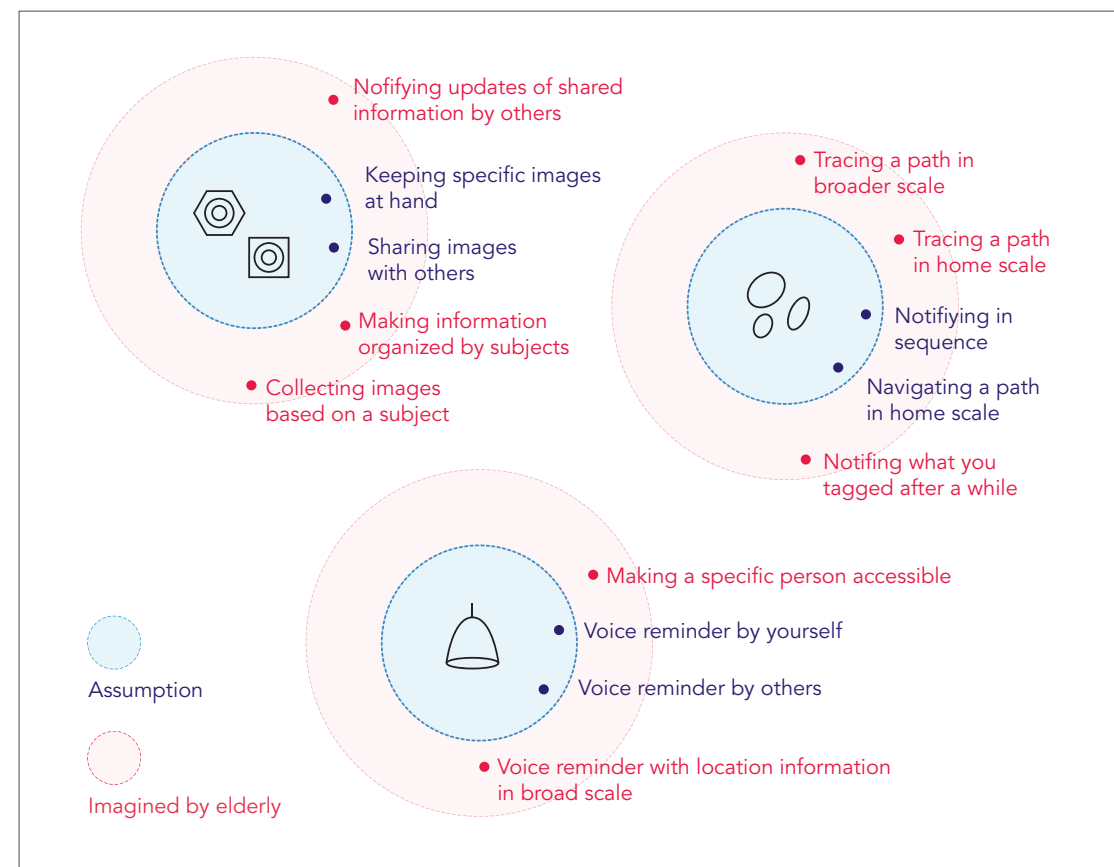 Nofifying updates of shared
information by others
Keeping specific images
at hand
Sharing images
with others
Making information
organized by subjects
Collecting images
based on a subject
Tracing a path in
broader scale
Tracing a path
in home scale
Notifiying in
sequence
Navigating a path
in home scale
Notifing what you
tagged after a while
Making a specific person accessible
Voice reminder by yourself
Voice reminder by others
Voice reminder with location information
in broad scale
Assumption
Imagined by elderly